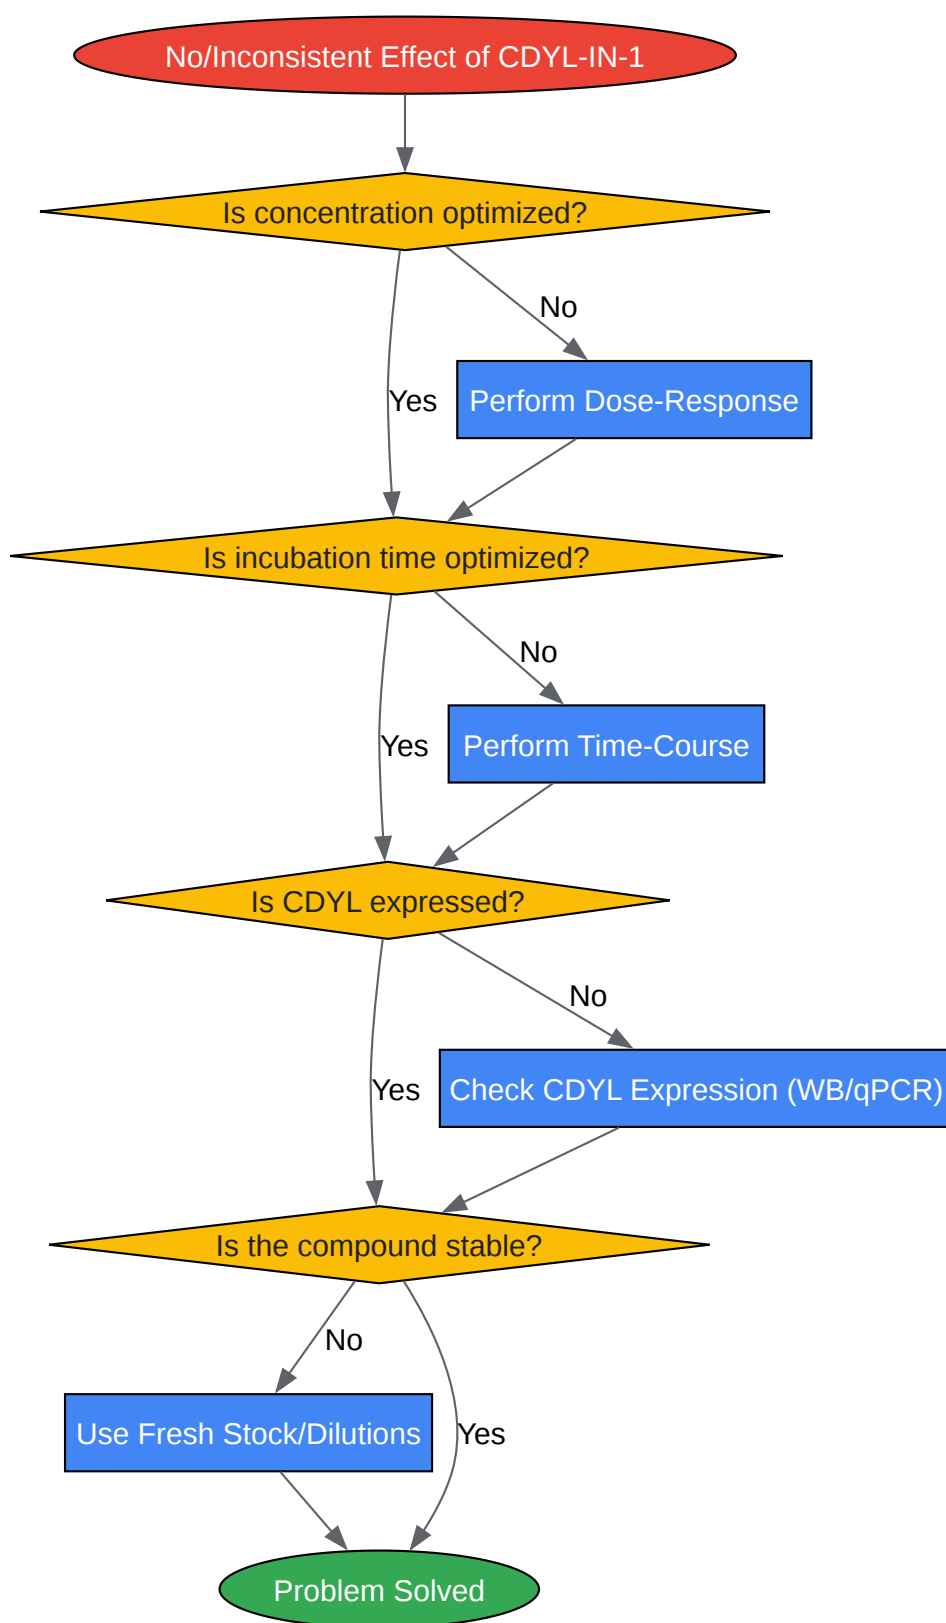 No/Inconsistent Effect of CDYL-IN-1
Is concentration optimized?
No
Yes
Perform Dose-Response
Is incubation time optimized?
No
Yes
Perform Time-Course
Is CDYL expressed?
No
Yes
Check CDYL Expression (WB/qPCR)
Is the compound stable?
No
Use Fresh Stock/Dilutions
Yes
Problem Solved